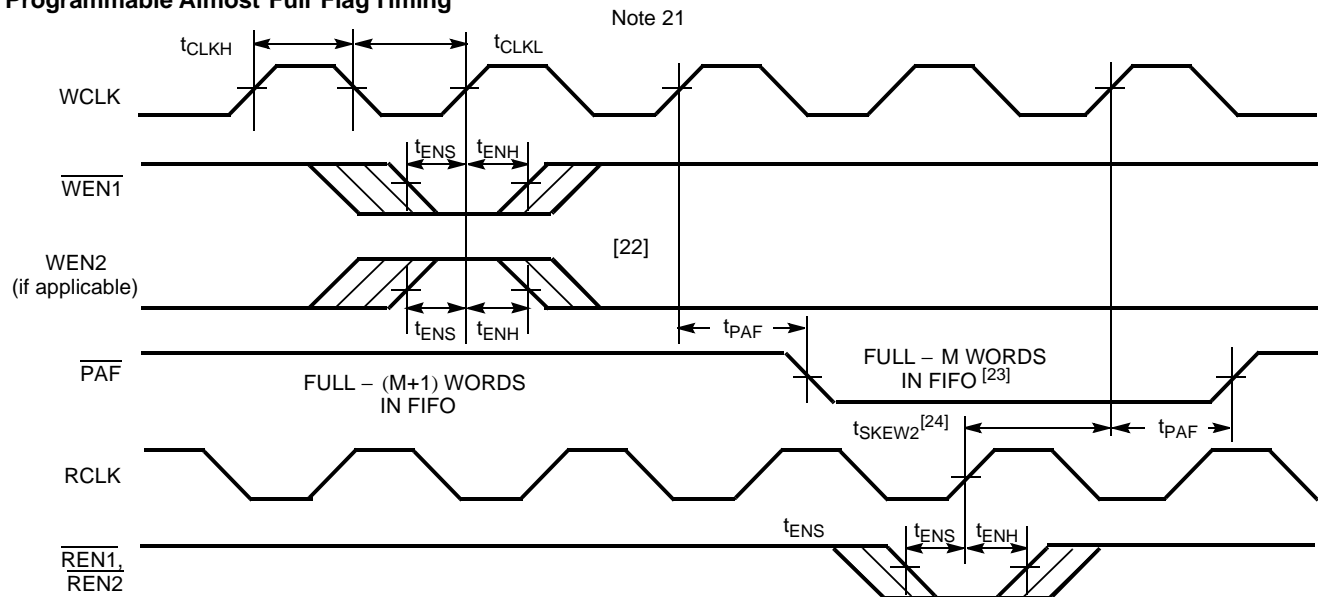 Programmable Almost Full Flag Timing
Note 21
tCLKH
tCLKL
WCLK
tENS
tENH
WEN1
WEN2
(if applicable)
[22]
tENS
tENH
tPAF
PAF
FULL – (M+1) WORDS
IN FIFO
FULL – M WORDS
IN FIFO [23]
tSKEW2[24]
tPAF
RCLK
tENS
tENS
tENH
REN1,
REN2